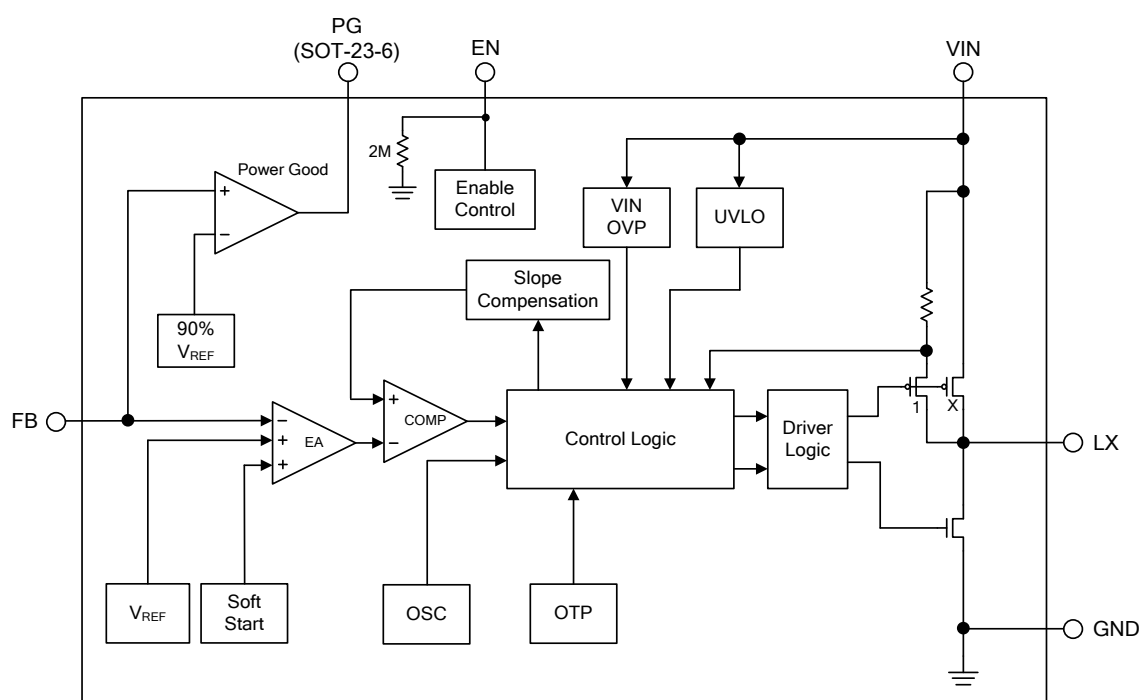 PG
(SOT-23-6)
EN
VIN
2M
Power Good
+
−
Enable
Control
VIN
OVP
UVLO
Slope
Compensation
90%
VREF
FB
+
−
COMP
−
+
+
EA
Control Logic
Driver
Logic
1
X
LX
VREF
Soft
Start
OSC
OTP
GND